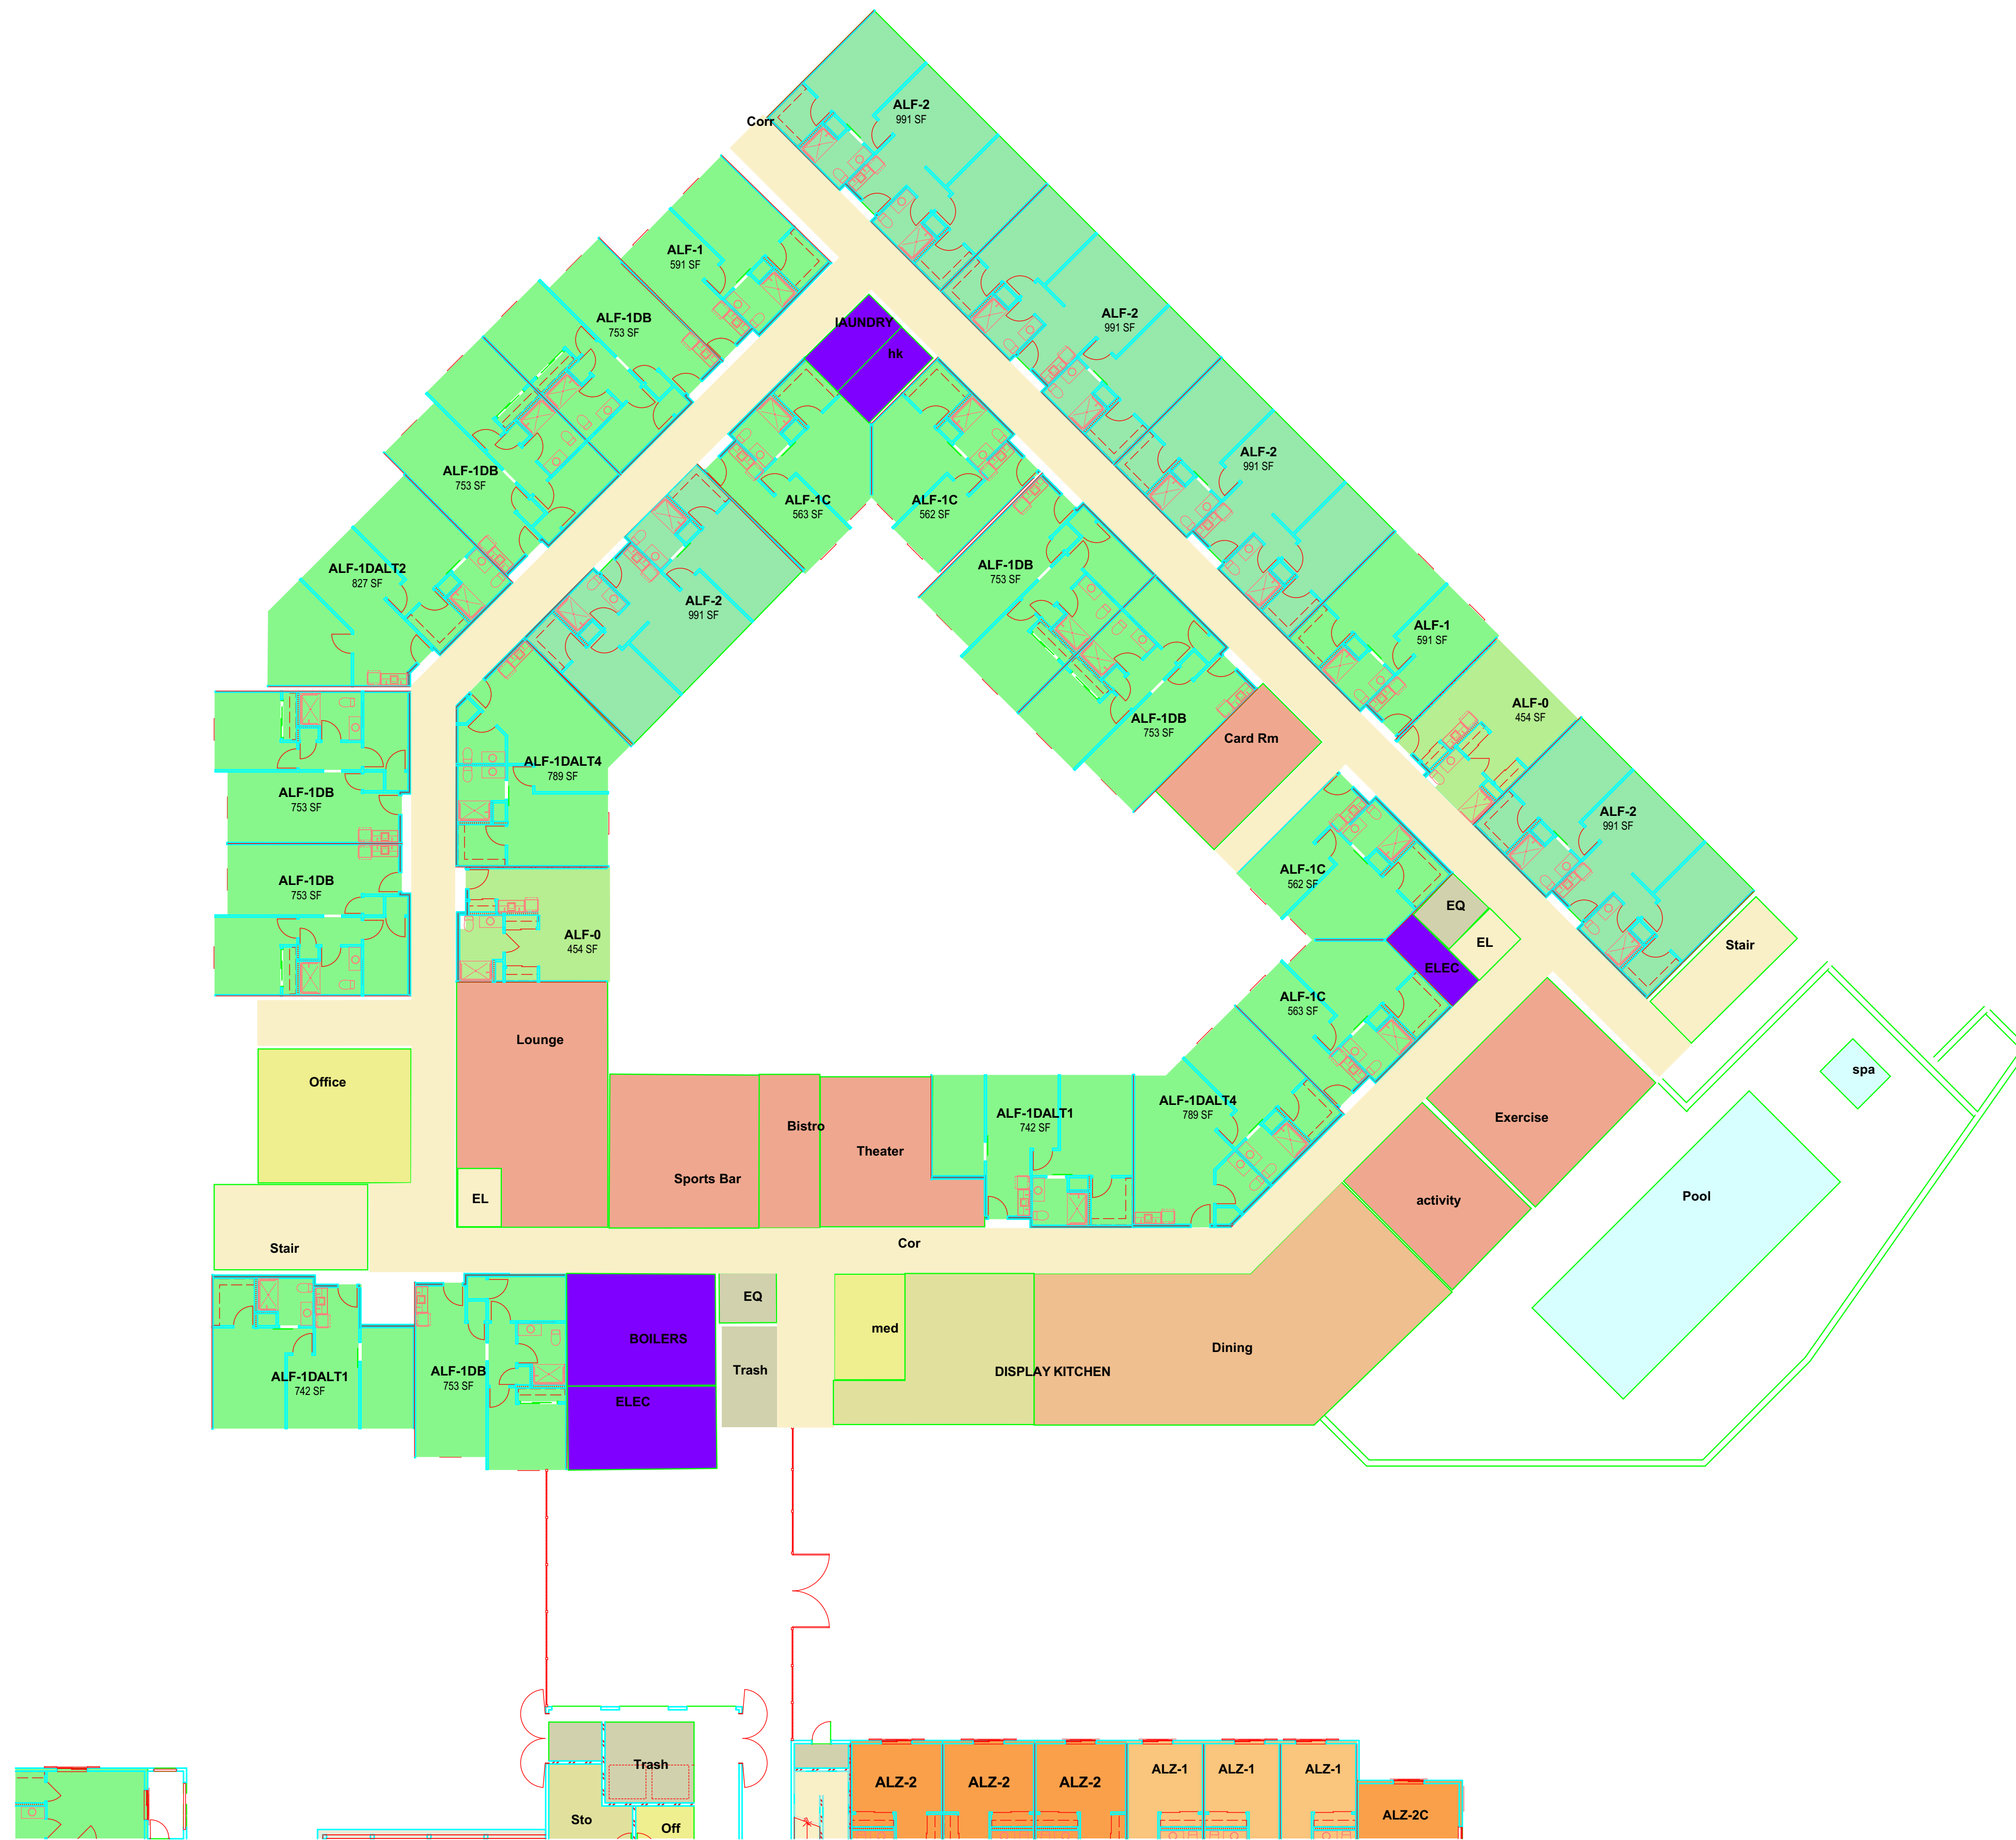 ALF-2
991 SF
Corr
ALF-1
591 SF
ALF-1DB
753 SF
lAUNDRY
hk
ALF-2
991 SF
ALF-1DB
753 SF
ALF-1C
563 SF
ALF-1C
562 SF
ALF-2
991 SF
ALF-1DALT2
827 SF
ALF-2
991 SF
ALF-1DB
753 SF
ALF-1
591 SF
ALF-0
454 SF
ALF-1DB
753 SF
Card Rm
ALF-1DALT4
789 SF
ALF-1DB
753 SF
ALF-2
991 SF
ALF-1DB
753 SF
ALF-1C
562 SF
EQ
EL
ELEC
Stair
ALF-0
454 SF
ALF-1C
563 SF
Lounge
Office
spa
Bistro
Theater
ALF-1DALT1
742 SF
ALF-1DALT4
789 SF
Exercise
Sports Bar
EL
activity
Pool
Stair
Cor
EQ
BOILERS
med
Dining
ALF-1DALT1
742 SF
ALF-1DB
753 SF
Trash
DISPLAY KITCHEN
ELEC
Trash
ALZ-2
ALZ-2
ALZ-2
ALZ-1
ALZ-1
ALZ-1
Sto
Off
ALZ-2C